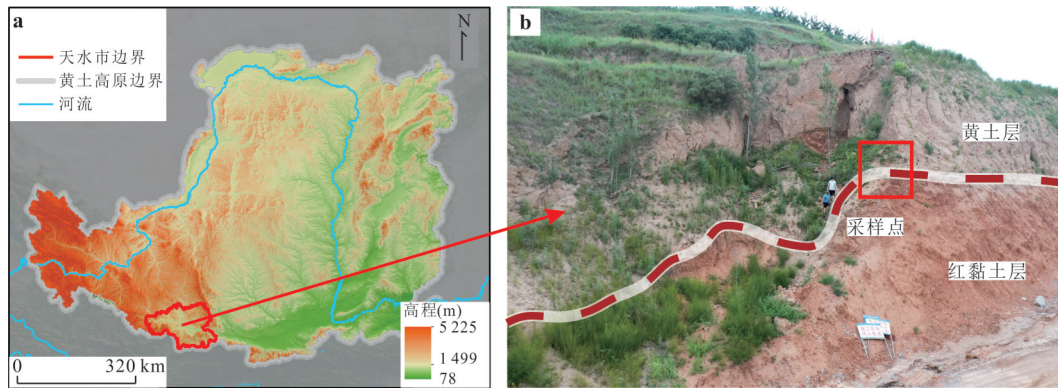 a
天水市边界
黄土高原边界
河流
N
高程(m)
5 225
1 499
78
0
320 km
b
黄土层
采样点
红黏土层